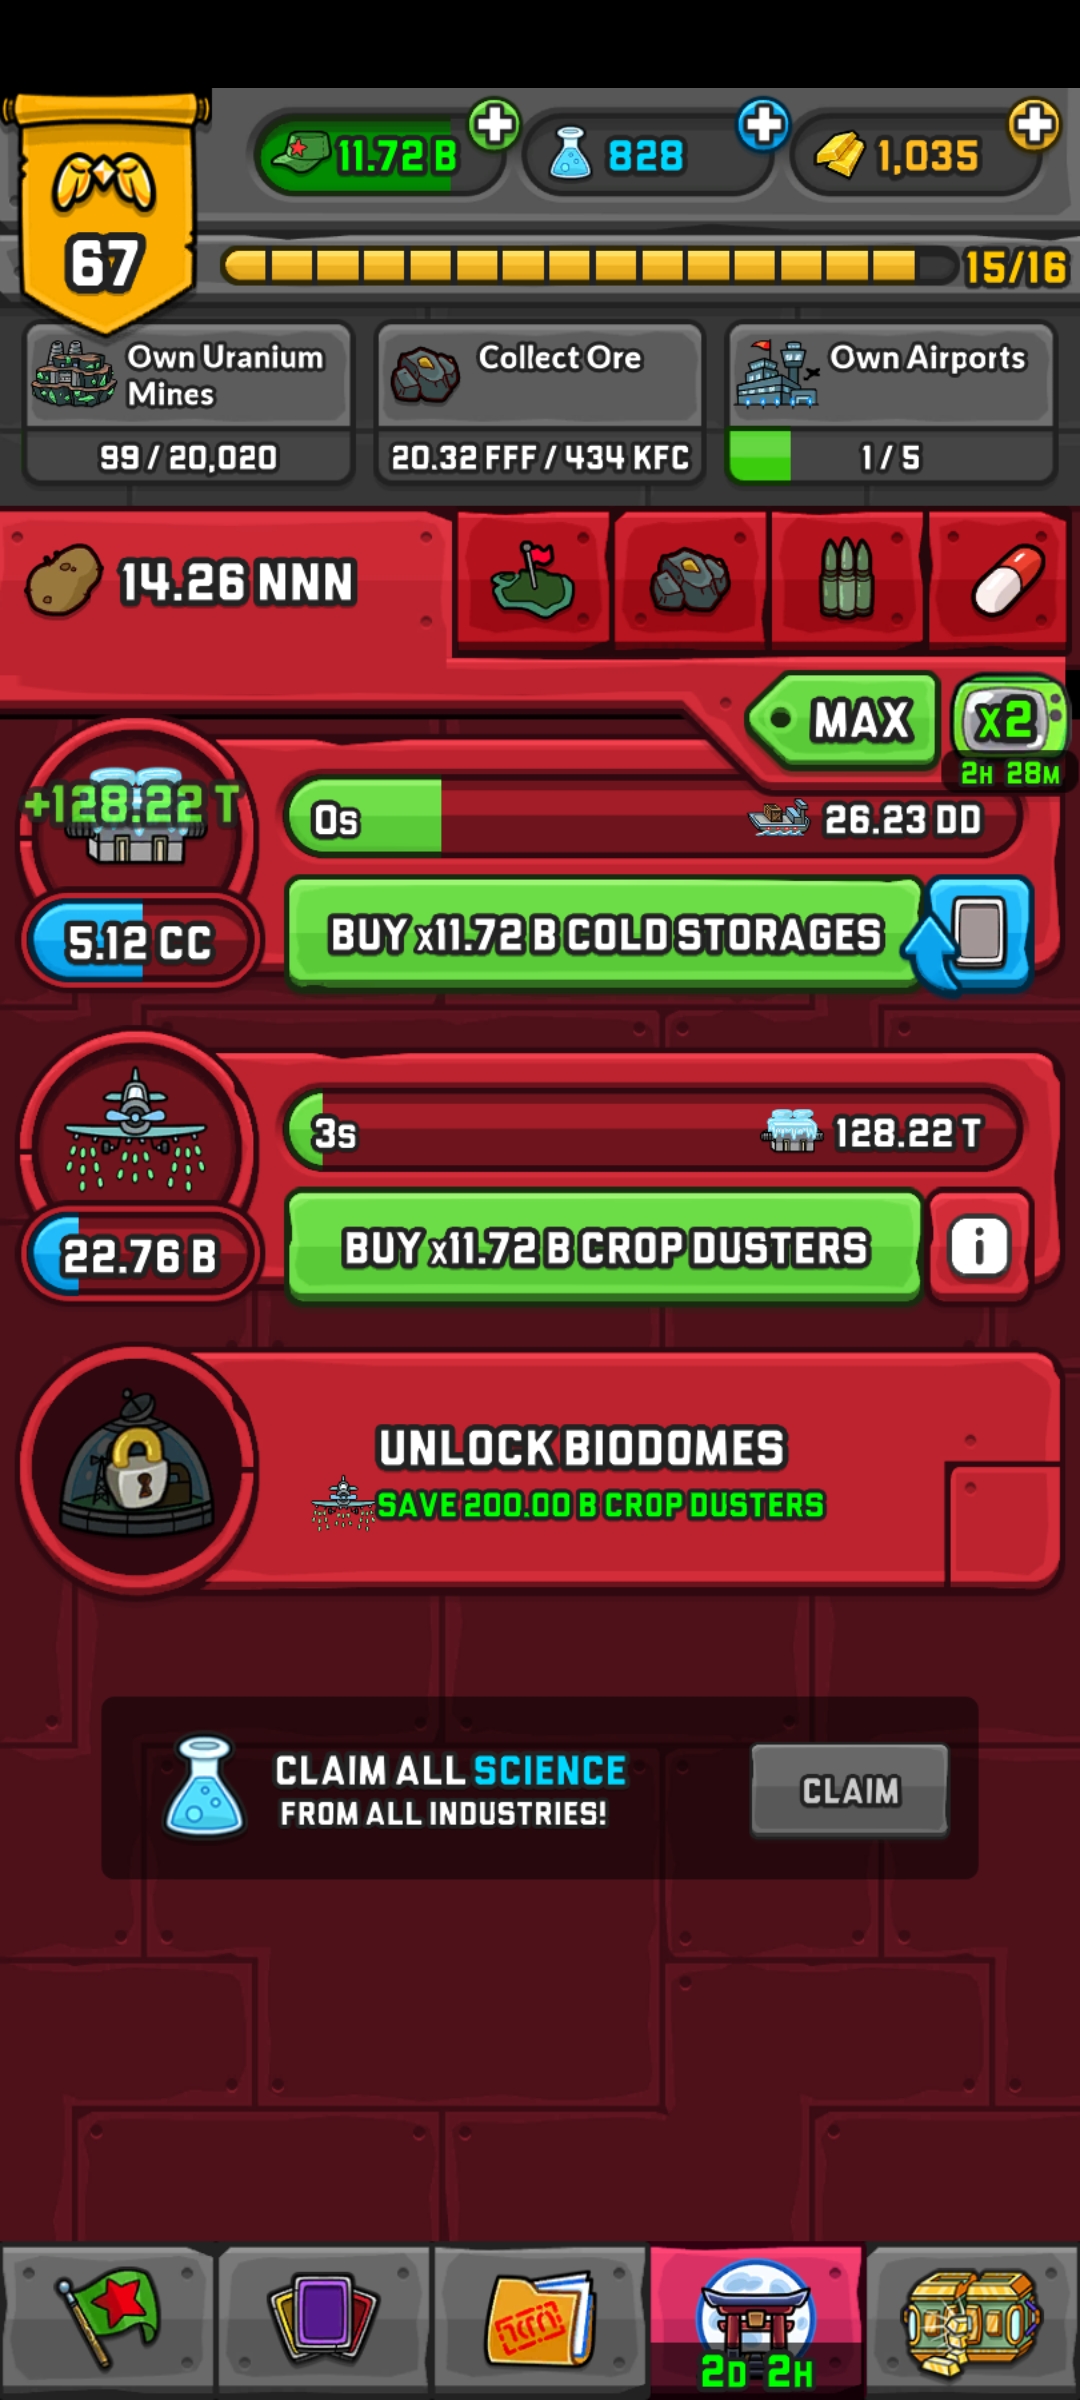 11.72 B
828
1,035
67
15/16
Own Uranium
Mines
99 / 20,020
Collect Ore
20.32 FFF / 434 KFC
Own Airports
1 / 5
14.26 NNN
MAX
x2
2H 28M
+128.22 T
0s
26.23 DD
5.12 CC
BUY x11.72 B COLD STORAGES
3s
128.22 T
22.76 B
BUY x11.72 B CROP DUSTERS
i
UNLOCK BIODOMES
SAVE 200.00 B CROP DUSTERS
CLAIM ALL SCIENCE
FROM ALL INDUSTRIES!
CLAIM
2D 2H